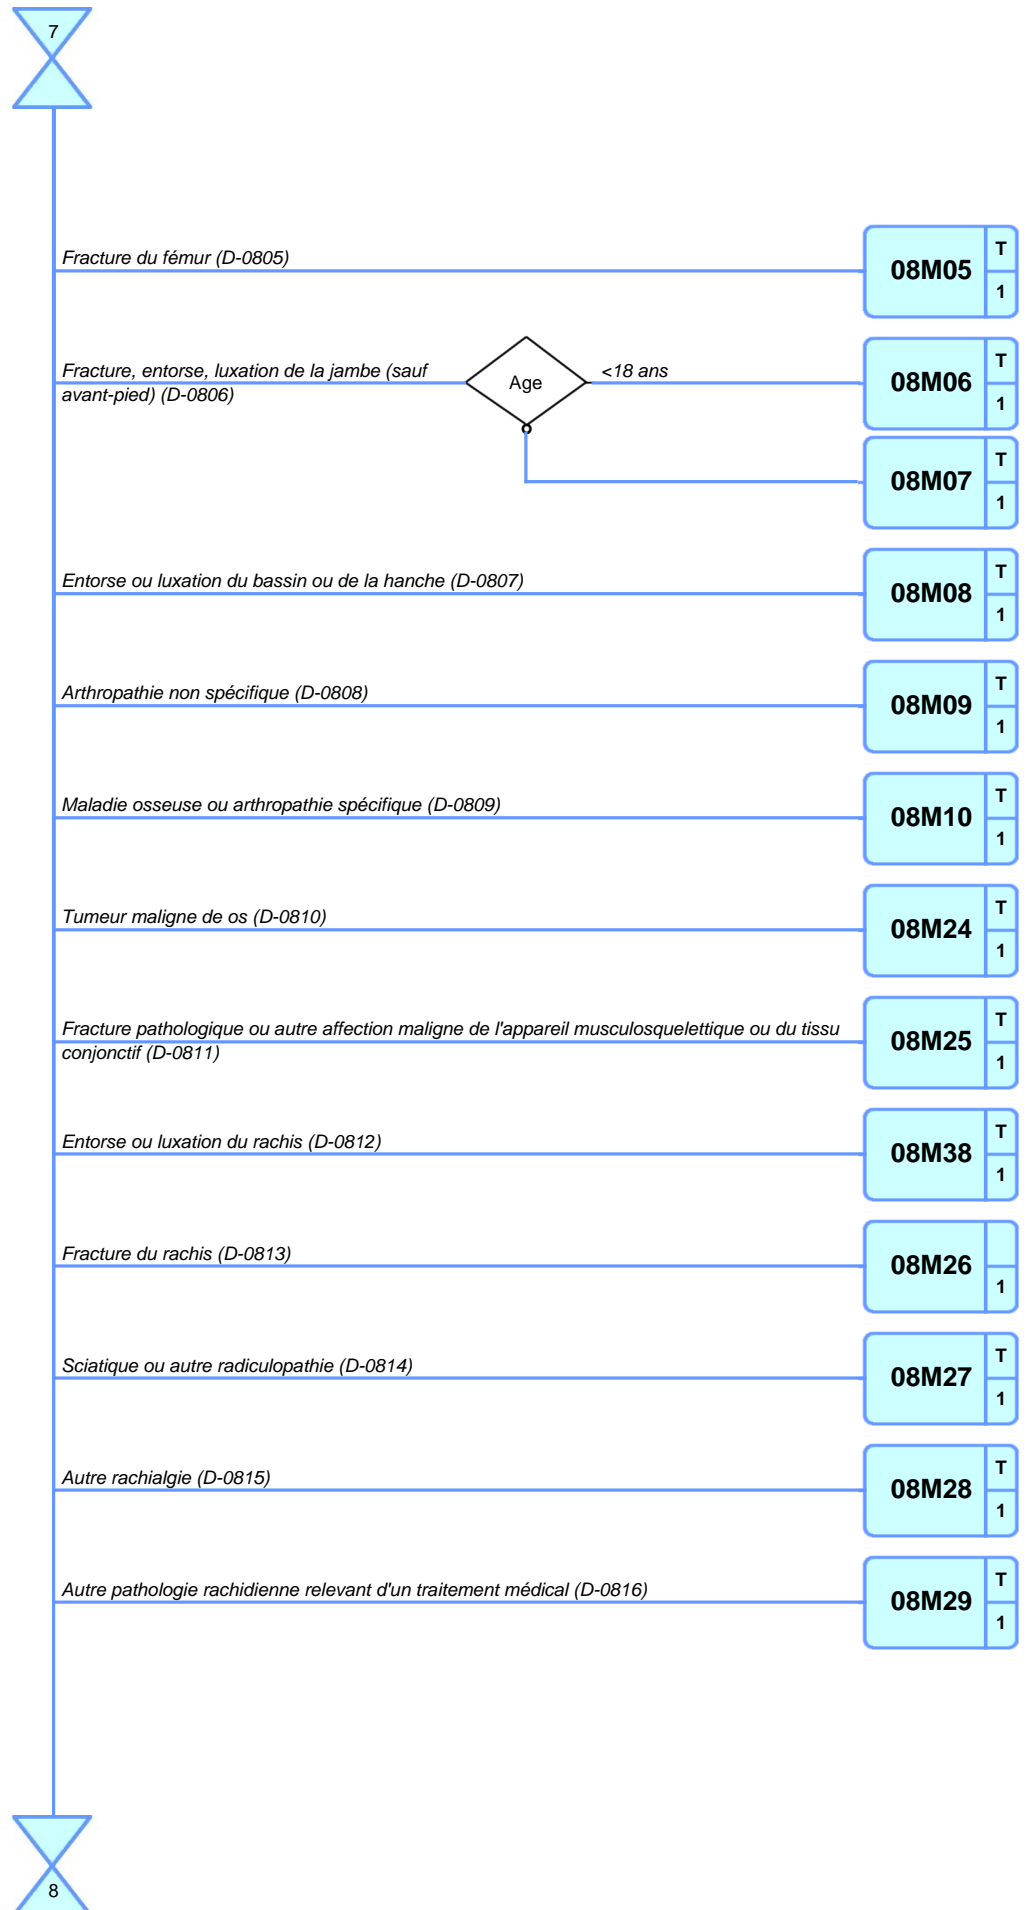 7
Fracture du fémur (D-0805)
08M05
T
1
Fracture, entorse, luxation de la jambe (sauf
avant-pied) (D-0806)
Age
<18 ans
08M06
T
1
08M07
T
1
Entorse ou luxation du bassin ou de la hanche (D-0807)
08M08
T
1
Arthropathie non spécifique (D-0808)
08M09
T
1
Maladie osseuse ou arthropathie spécifique (D-0809)
08M10
T
1
Tumeur maligne de os (D-0810)
08M24
T
1
Fracture pathologique ou autre affection maligne de l'appareil musculosquelettique ou du tissu
conjonctif (D-0811)
08M25
T
1
Entorse ou luxation du rachis (D-0812)
08M38
T
1
Fracture du rachis (D-0813)
08M26
1
Sciatique ou autre radiculopathie (D-0814)
08M27
T
1
Autre rachialgie (D-0815)
08M28
T
1
Autre pathologie rachidienne relevant d'un traitement médical (D-0816)
08M29
T
1
8